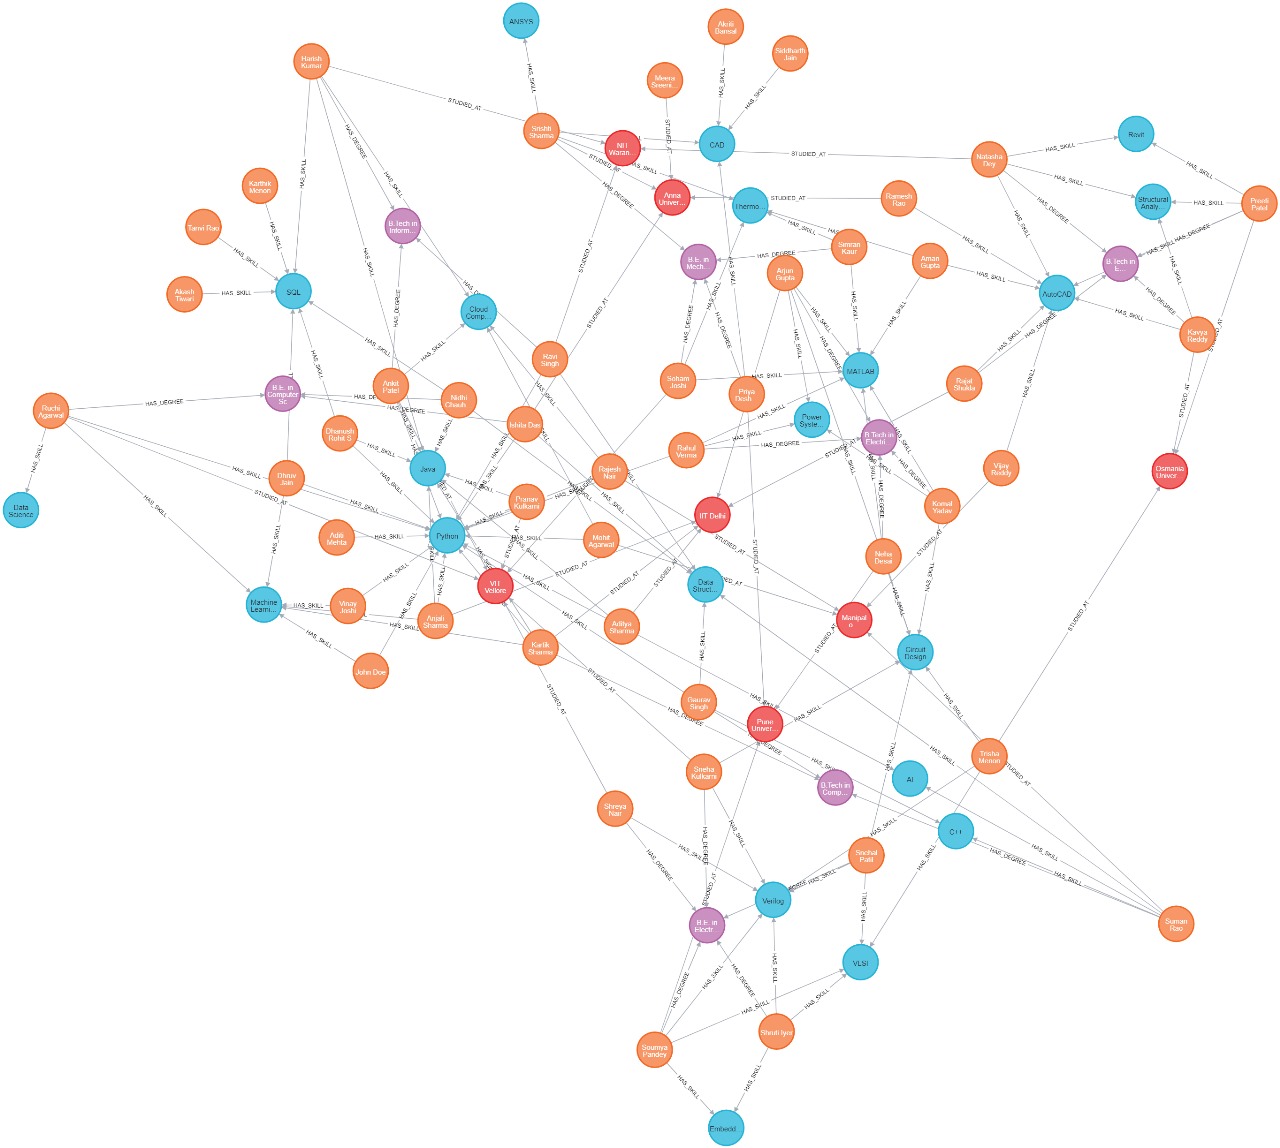 ANSYS
Akriti
Bansal
Siddharth
Jain
Harish
Kumar
Meera
Sreeni...
Srishti
Sharma
NIT
Waran...
CAD
Natasha
Dey
Revit
Karthik
Menon
Anna
Univer...
Thermo...
Ramesh
Rao
Structural
Analy...
Preeti
Patel
Tanvi Rao
B.Tech in
Inform...
Simran
Kaur
Aman
Gupta
B.E. in
Mech...
Arjun
Gupta
B.Tech in
E...
Akash
Tiwari
SQL
AutoCAD
Cloud
Comp...
Kavya
Reddy
Ravi
Singh
MATLAB
Soham
Joshi
Priya
Desh
Rajat
Shukla
B.E. in
Computer
Sc
Ankit
Patel
Nidhi
Chauh
Ruchi
Agarwal
Ishita Das
Power
Syste...
Dhanush
Rohit S
B.Tech in
Electri
Rahul
Verma
Java
Rajesh
Nair
Vijay
Reddy
Osmania
Univer...
Dhruv
Jain
Pranav
Kulkarni
Data
Science
IIT Delhi
Komal
Yadav
Aditi
Mehta
Python
Mohit
Agarwal
Neha
Desai
VIT
Vellore
Data
Struct...
Machine
Learni...
Vinay
Joshi
Anjali
Sharma
Aditya
Sharma
Manipal
Kartik
Sharma
Circuit
Design
John Doe
Gaurav
Singh
Pune
Univer...
Trisha
Menon
Sneha
Kulkarni
B.Tech in
Comp...
AI
Shreya
Nair
C++
Snehal
Patil
Verilog
B.E. in
Electr...
Suman
Rao
VLSI
Soumya
Pandey
Shruti Iyer
Embedd
HAS_SKILL
HAS_DEGREE
STUDIED_AT